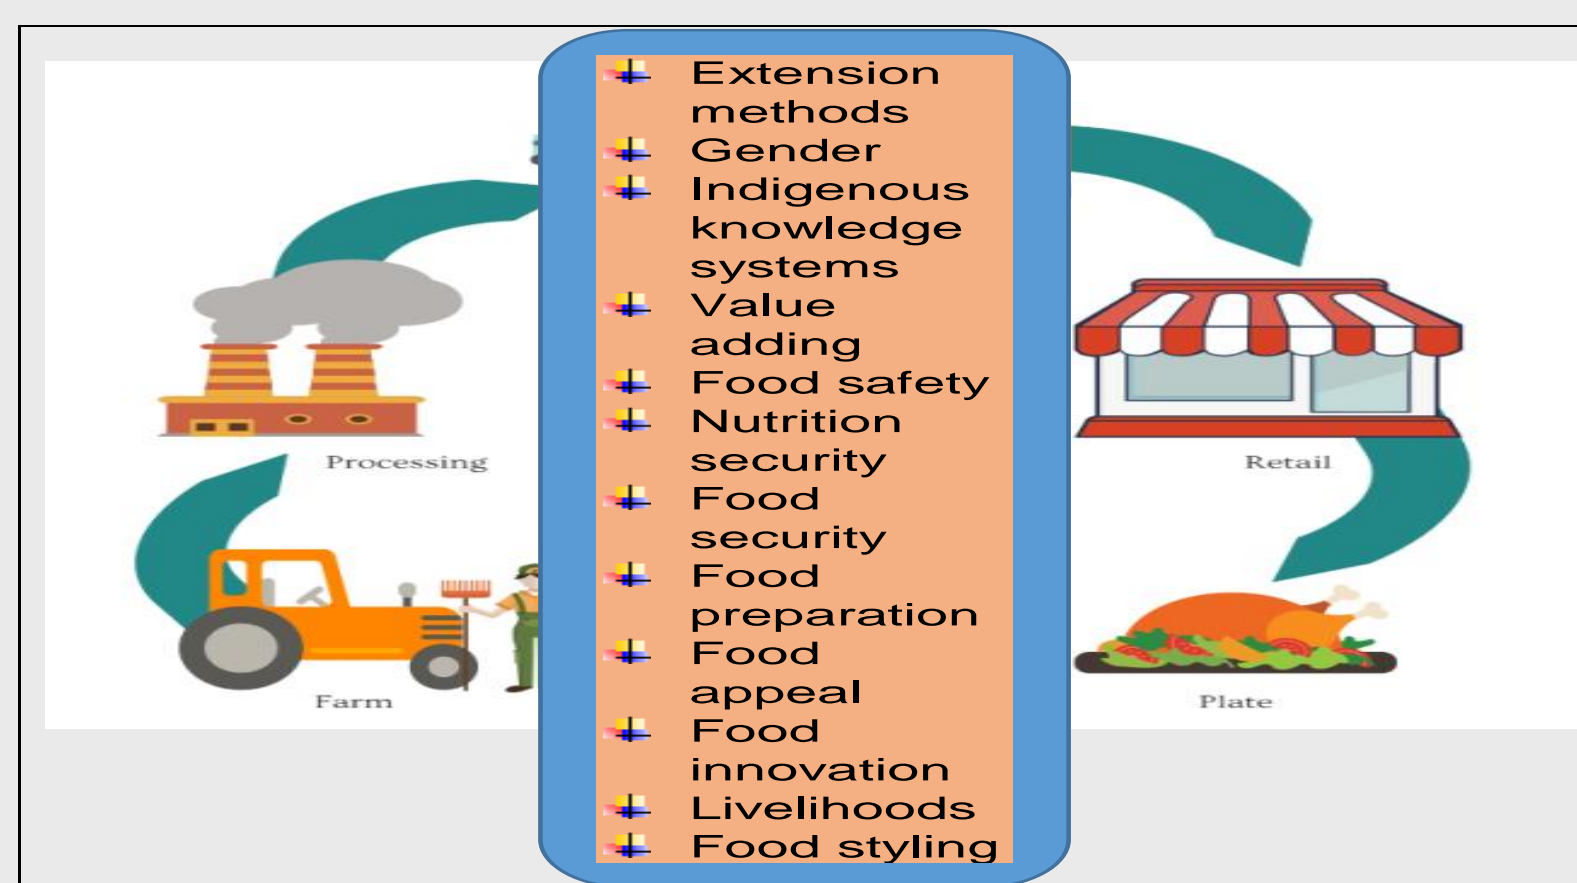 Extension
methods
Gender
Indigenous
knowledge
systems
Value
adding
Food safety
Nutrition
security
Food
security
Food
preparation
Food
appeal
Food
innovation
Livelihoods
Food styling
Processing
Retail
Farm
Plate